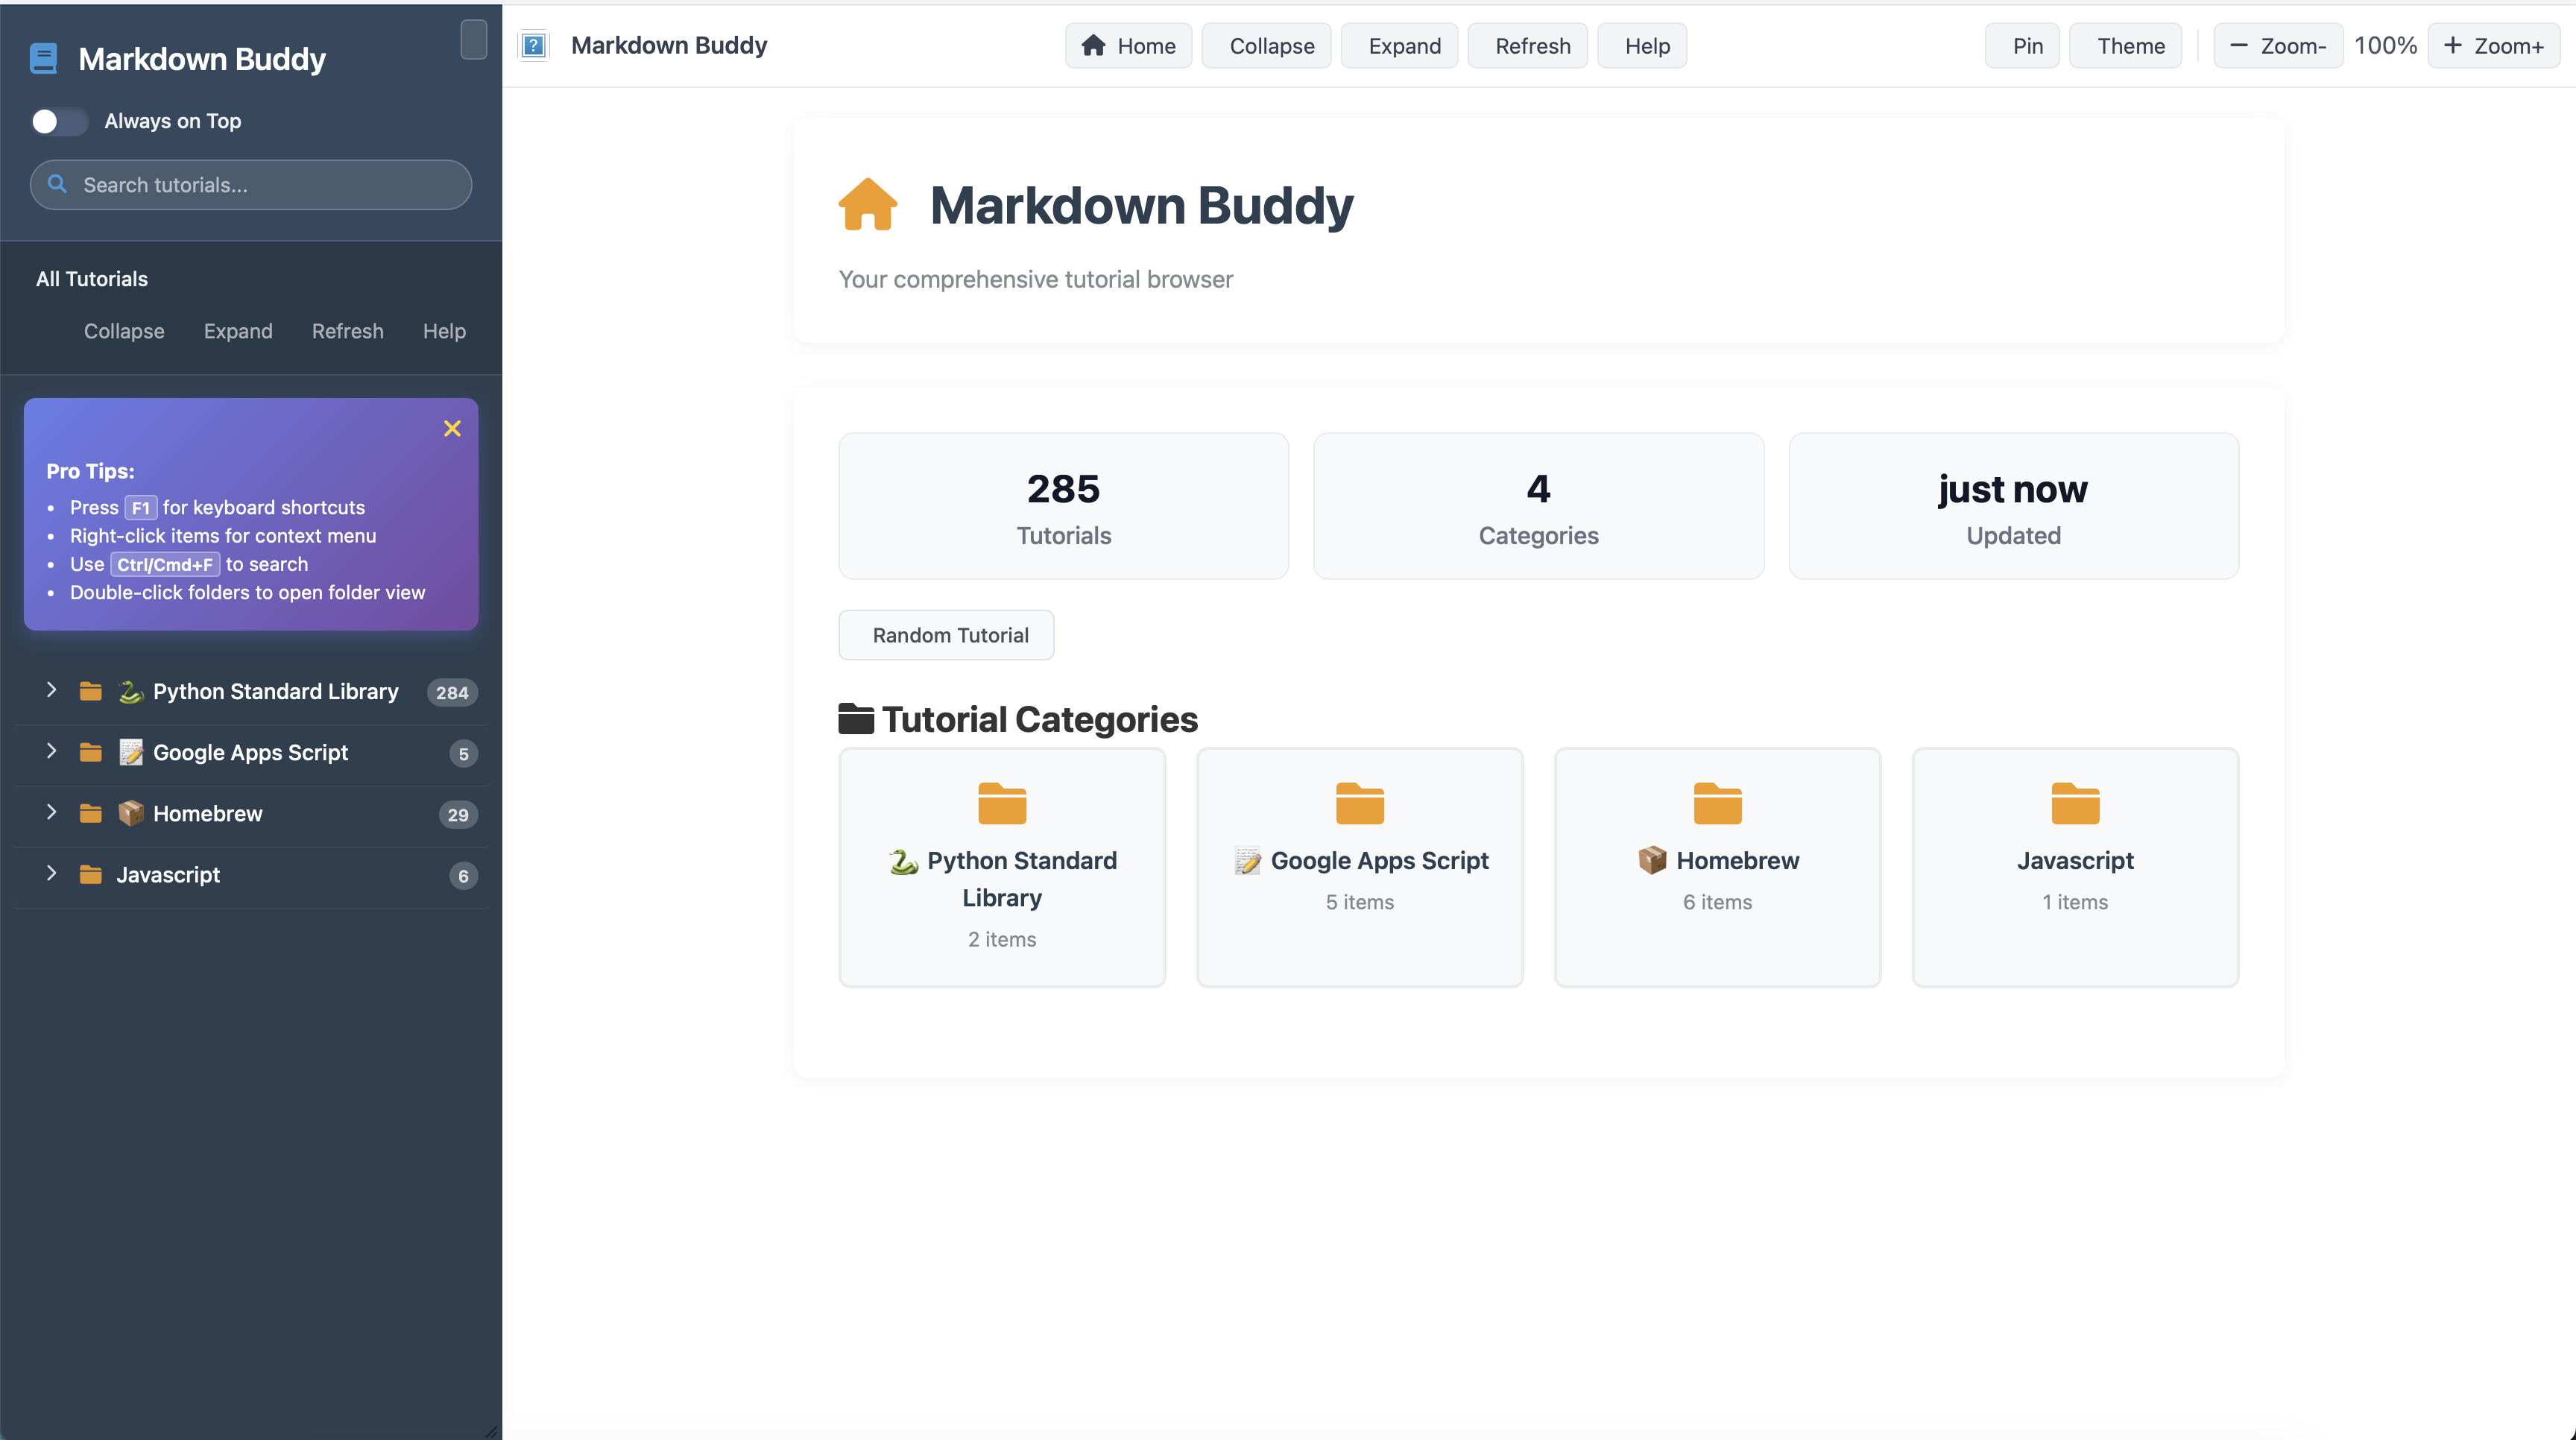 Markdown Buddy
Always on Top
Search tutorials...
All Tutorials
Collapse Expand Refresh Help
Pro Tips:
• Press F1 for keyboard shortcuts
• Right-click items for context menu
• Use Ctrl/Cmd+F to search
• Double-click folders to open folder view
🐍 Python Standard Library 284
📝 Google Apps Script 5
📦 Homebrew 29
Javascript 6
Markdown Buddy Home Collapse Expand Refresh Help Pin Theme Zoom- 100% Zoom+
Markdown Buddy
Your comprehensive tutorial browser
285
Tutorials
4
Categories
just now
Updated
Random Tutorial
Tutorial Categories
🐍 Python Standard
Library
2 items
📝 Google Apps Script
5 items
📦 Homebrew
6 items
Javascript
1 items